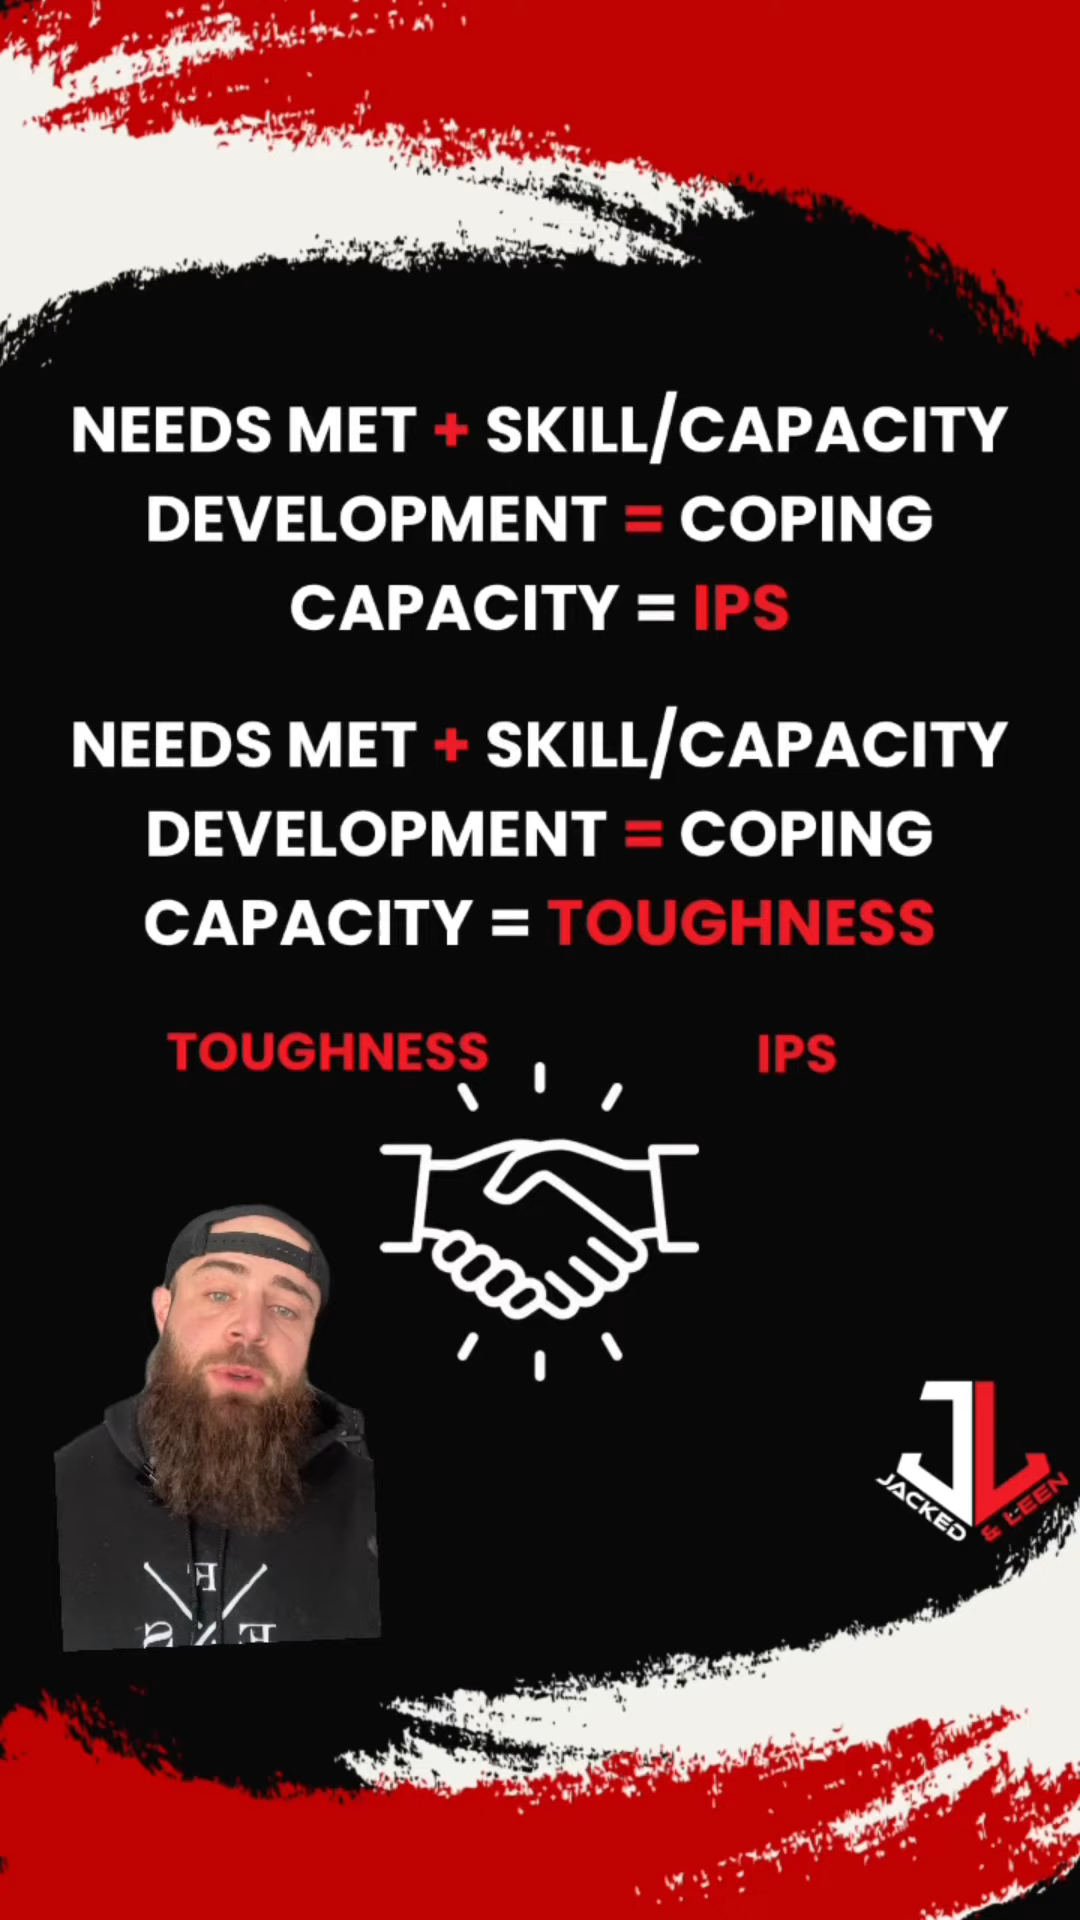 NEEDS MET + SKILL/CAPACITY
DEVELOPMENT = COPING
CAPACITY = IPS
NEEDS MET + SKILL/CAPACITY
DEVELOPMENT = COPING
CAPACITY = TOUGHNESS
TOUGHNESS IPS
JL
JACKED & LEEN